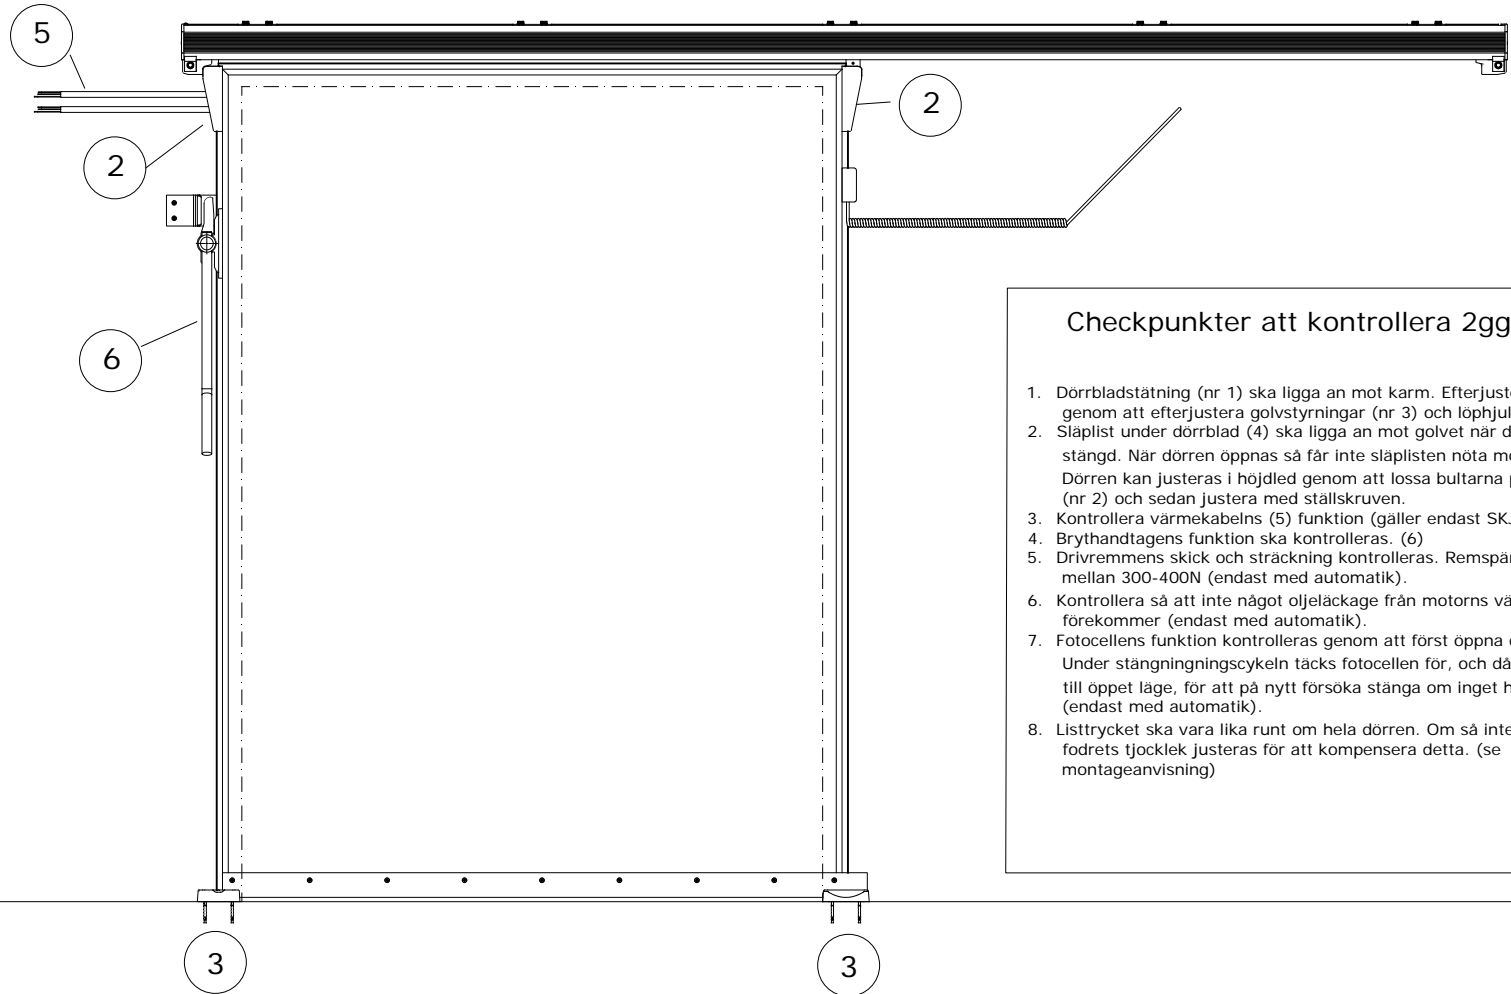 5
2
2
6
Checkpunkter att kontrollera 2gg
1. Dörrbladstätning (nr 1) ska ligga an mot karm. Efterjust
genom att efterjustera golvstyrningar (nr 3) och löphjul
2. Släplist under dörrblad (4) ska ligga an mot golvet när d
stängd. När dörren öppnas så får inte släplisten nöta m
Dörren kan justeras i höjdled genom att lossa bultarna
(nr 2) och sedan justera med ställskruven.
3. Kontrollera värmekabelns (5) funktion (gäller endast SK
4. Brythandtagens funktion ska kontrolleras. (6)
5. Drivremmens skick och sträckning kontrolleras. Remspä
mellan 300-400N (endast med automatik).
6. Kontrollera så att inte något oljeläckage från motorns vä
förekommer (endast med automatik).
7. Fotocellens funktion kontrolleras genom att först öppna
Under stängningningscykeln täcks fotocellen för, och då
till öppet läge, för att på nytt försöka stänga om inget h
(endast med automatik).
8. Listtrycket ska vara lika runt om hela dörren. Om så inte
fodrets tjocklek justeras för att kompensera detta. (se
montageanvisning)
3
3